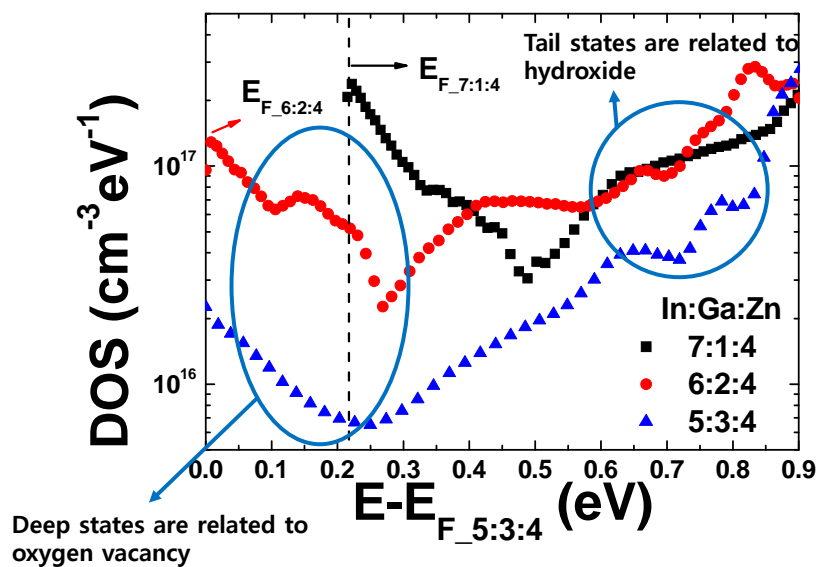 Tail states are related to
hydroxide
E_F_7:1:4
E_F_6:2:4
10^17
10^16
DOS (cm^-3 eV^-1)
In:Ga:Zn
7:1:4
6:2:4
5:3:4
0.0 0.1 0.2 0.3 0.4 0.5 0.6 0.7 0.8 0.9
E-E_F_5:3:4 (eV)
Deep states are related to
oxygen vacancy